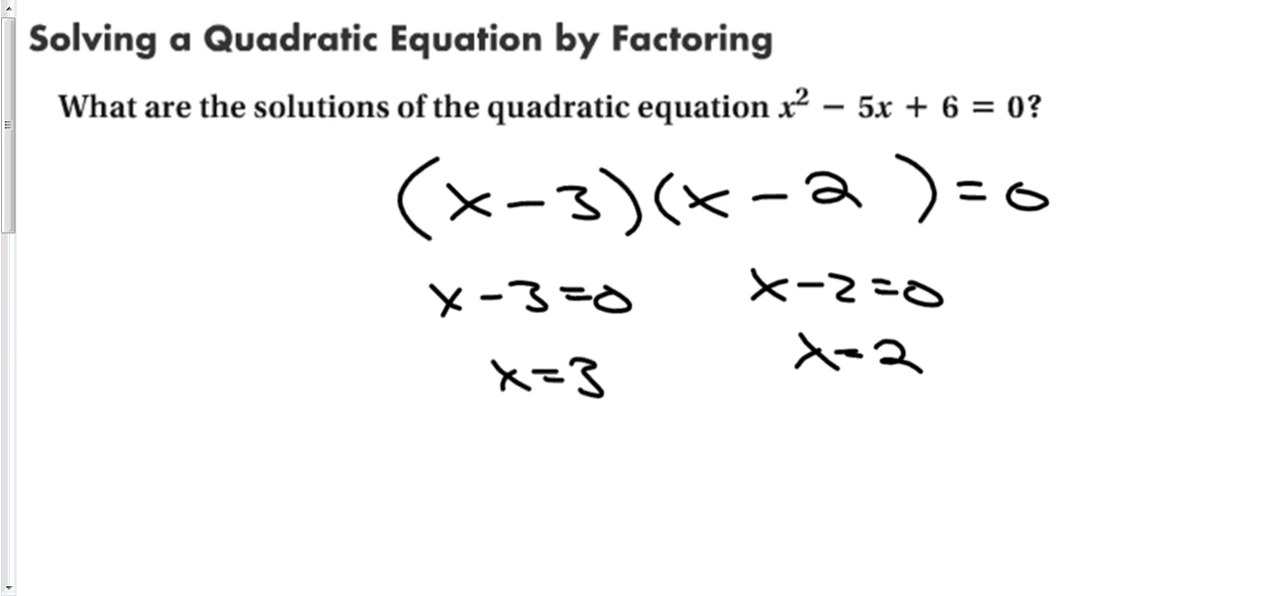 Solving a Quadratic Equation by Factoring
What are the solutions of the quadratic equation x² − 5x + 6 = 0?
(x-3)(x-2)=0
x-3=0 x-2=0
x=3 x=2